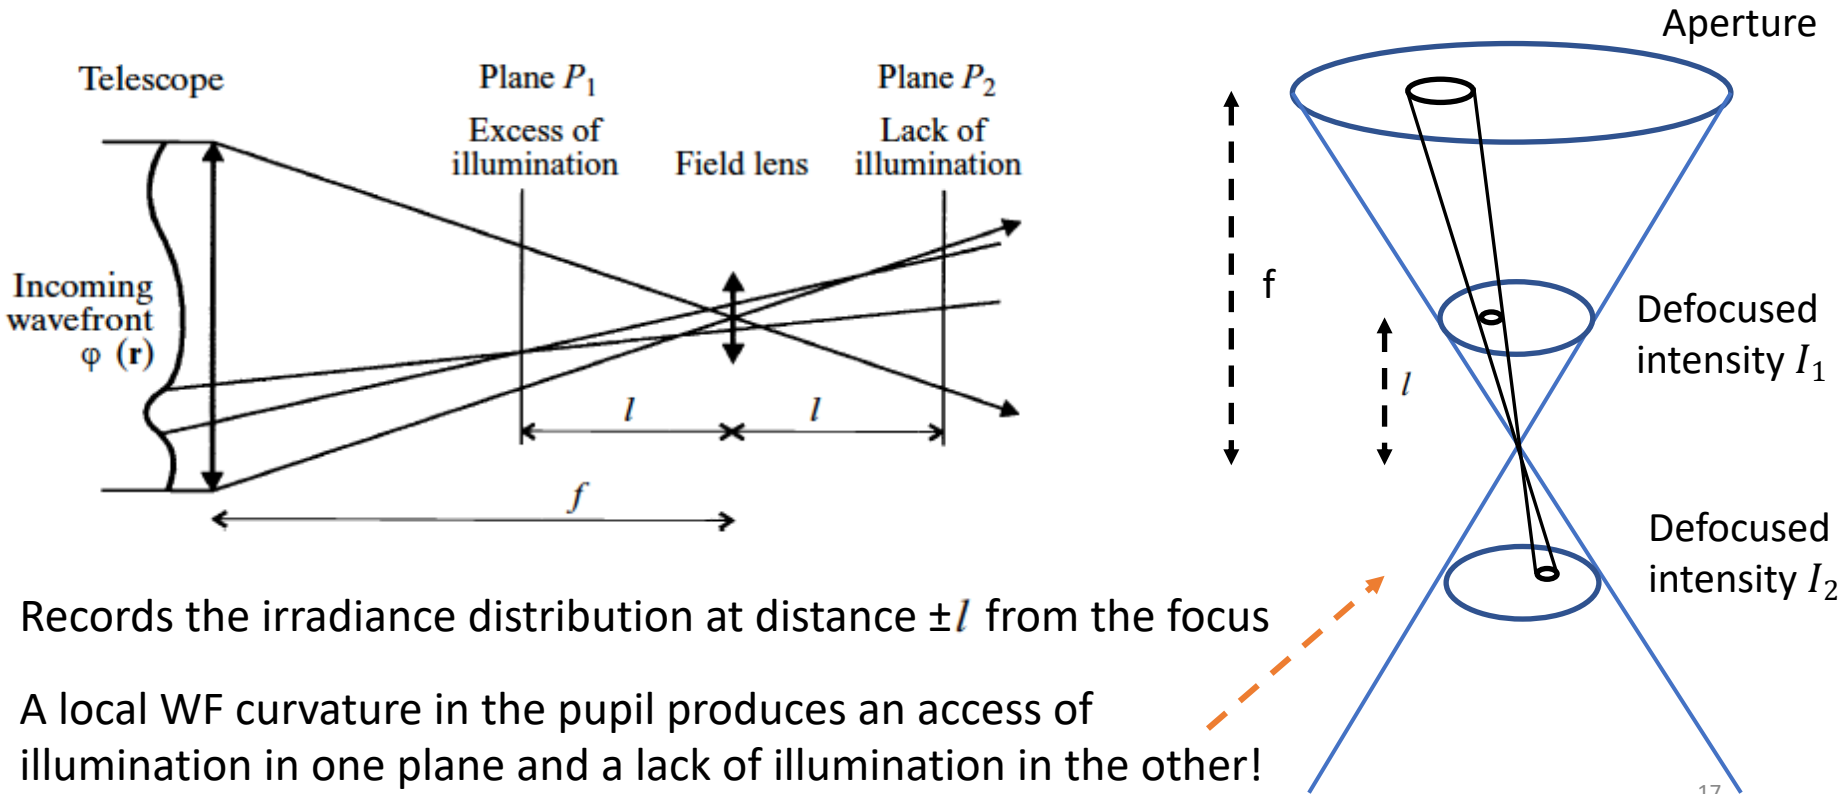 Telescope
Plane P₁
Excess of
illumination
Field lens
Plane P₂
Lack of
illumination
Incoming
wavefront
φ (r)
l
l
f
Aperture
f
Defocused
intensity I₁
l
Defocused
intensity I₂
Records the irradiance distribution at distance ±l from the focus
A local WF curvature in the pupil produces an access of
illumination in one plane and a lack of illumination in the other!
17